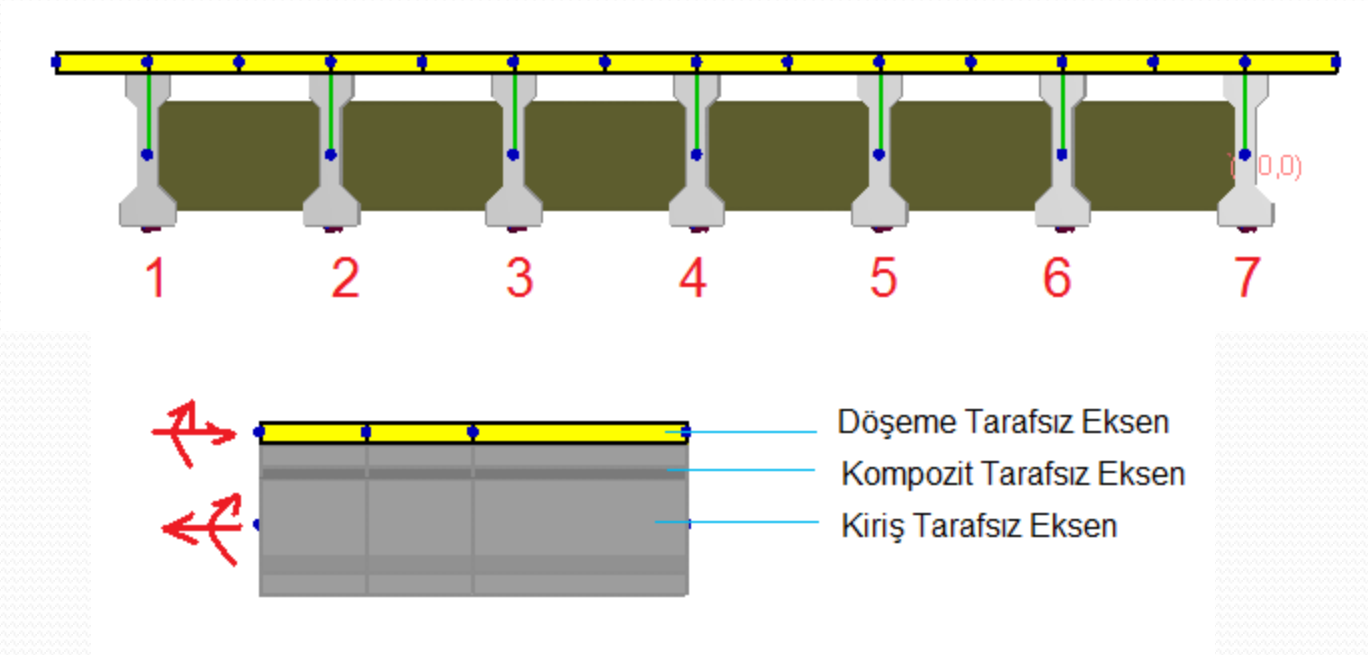 0,0)
1 2 3 4 5 6 7
Döşeme Tarafsız Eksen
Kompozit Tarafsız Eksen
Kiriş Tarafsız Eksen